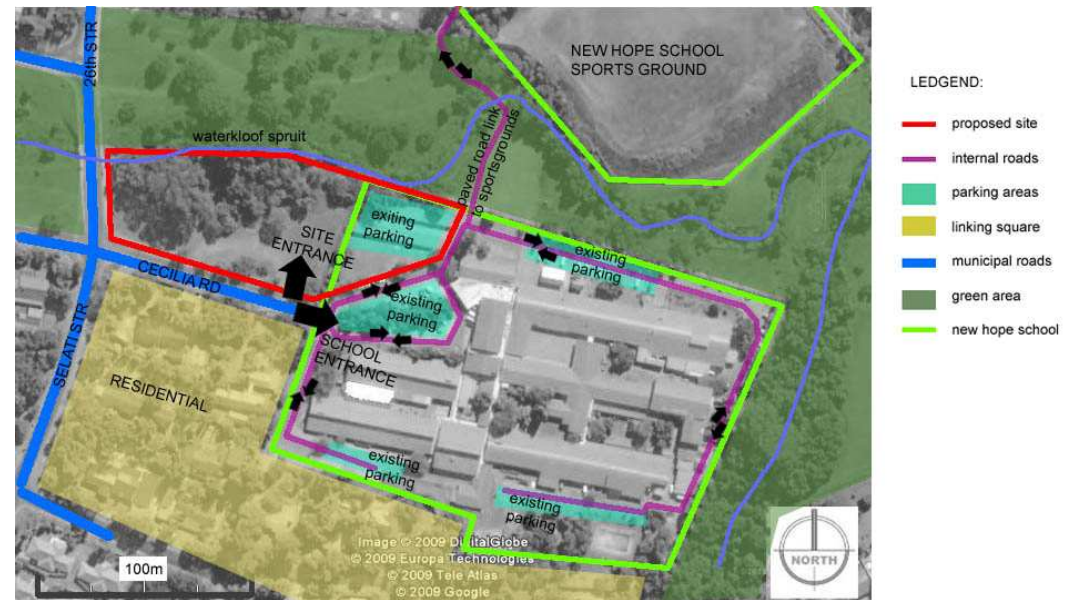 26th STR
NEW HOPE SCHOOL
SPORTS GROUND
waterkloof spruit
paved road link
to sportsgrounds
exiting
parking
SITE
ENTRANCE
CECILIA RD
existing
parking
existing
parking
SCHOOL
ENTRANCE
SELATI STR
RESIDENTIAL
existing
parking
existing
parking
Image © 2009 DigitalGlobe
© 2009 Europa Technologies
© 2009 Tele Atlas
© 2009 Google
100m
NORTH
LEDGEND:
proposed site
internal roads
parking areas
linking square
municipal roads
green area
new hope school